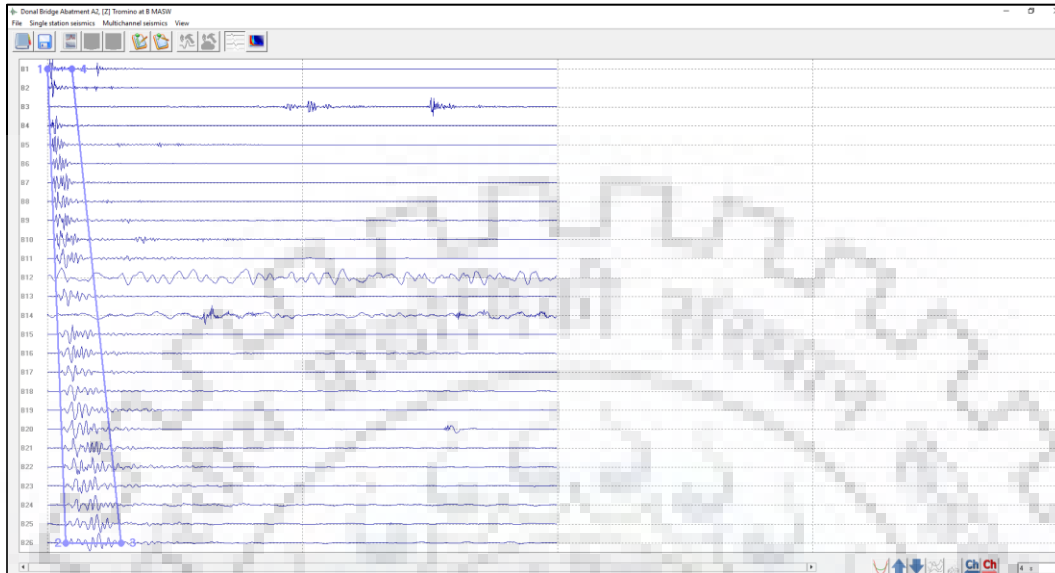 Donal Bridge Abatment A2, [Z] Tromino at B MASW
File Single station seismics Multichannel seismics View
1 4
B1
B2
B3
B4
B5
B6
B7
B8
B9
B10
B11
B12
B13
B14
B15
B16
B17
B18
B19
B20
B21
B22
B23
B24
B25
B26
2 3
Ch Ch
4 s